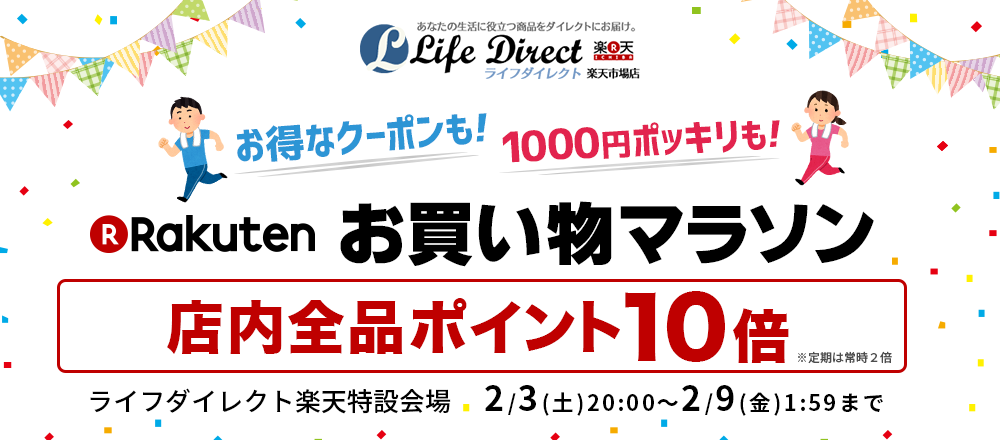 あなたの生活に役立つ商品をダイレクトにお届け。
L Life Direct 楽R天 ICHIBA
ライフダイレクト 楽天市場店
お得なクーポンも!
1000円ポッキリも!
R Rakuten お買い物マラソン
店内全品ポイント10倍
※定期は常時2倍
ライフダイレクト楽天特設会場 2/3(土)20:00~2/9(金)1:59まで